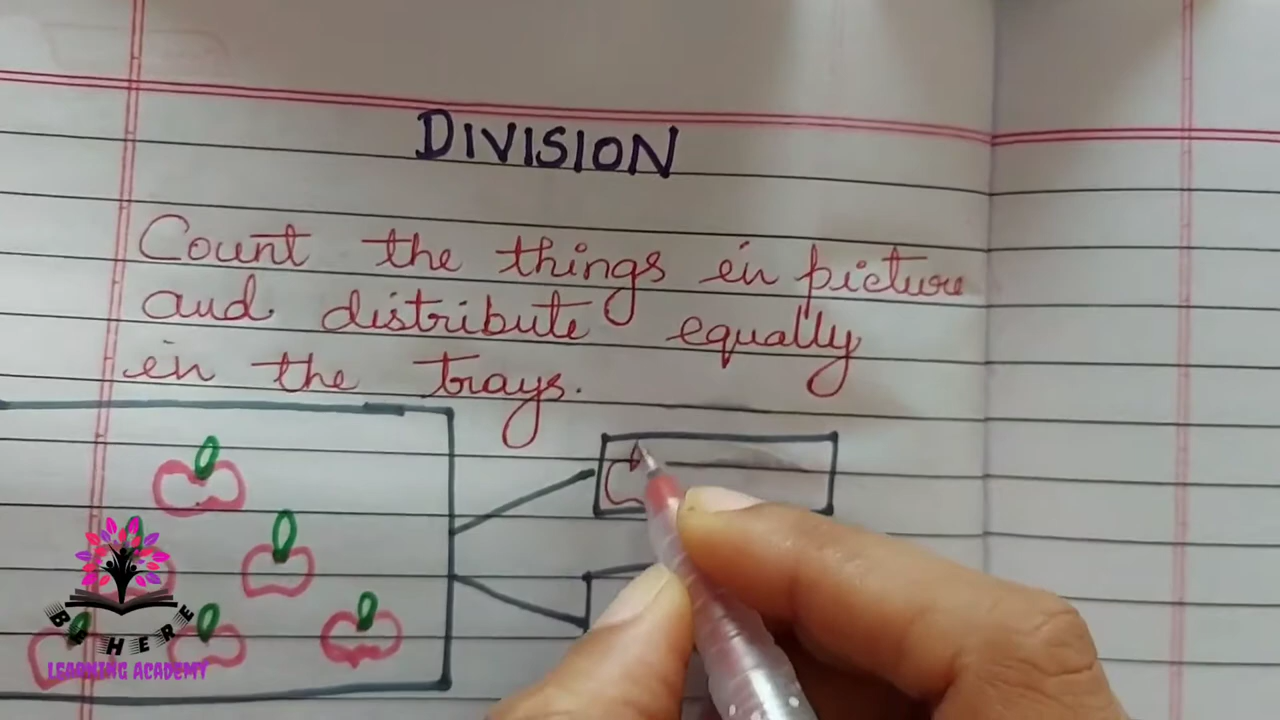 DIVISION
Count the things in picture
and distribute equally
in the trays.
BE HERE
LEARNING ACADEMY